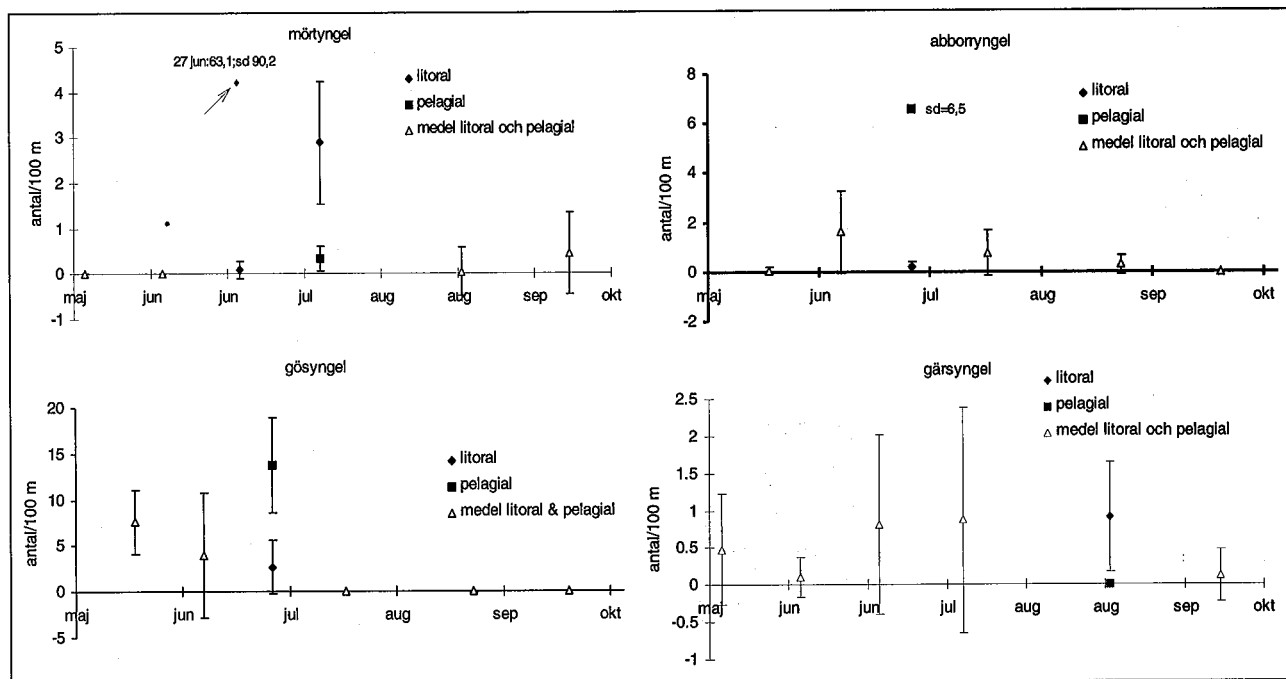 mörtyngel
27 jun:63,1;sd 90,2
litoral
pelagial
medel litoral och pelagial
antal/100 m
5
4
3
2
1
0
-1
maj jun jun jul aug aug sep okt
abborryngel
sd=6,5
litoral
pelagial
medel litoral och pelagial
antal/100 m
8
6
4
2
0
-2
maj jun jul aug sep okt
gösyngel
litoral
pelagial
medel litoral & pelagial
antal/100 m
20
15
10
5
0
-5
maj jun jul aug sep okt
gärsyngel
litoral
pelagial
medel litoral och pelagial
antal/100 m
2.5
2
1.5
1
0.5
0
-0.5
-1
maj jun jun jul aug aug sep okt